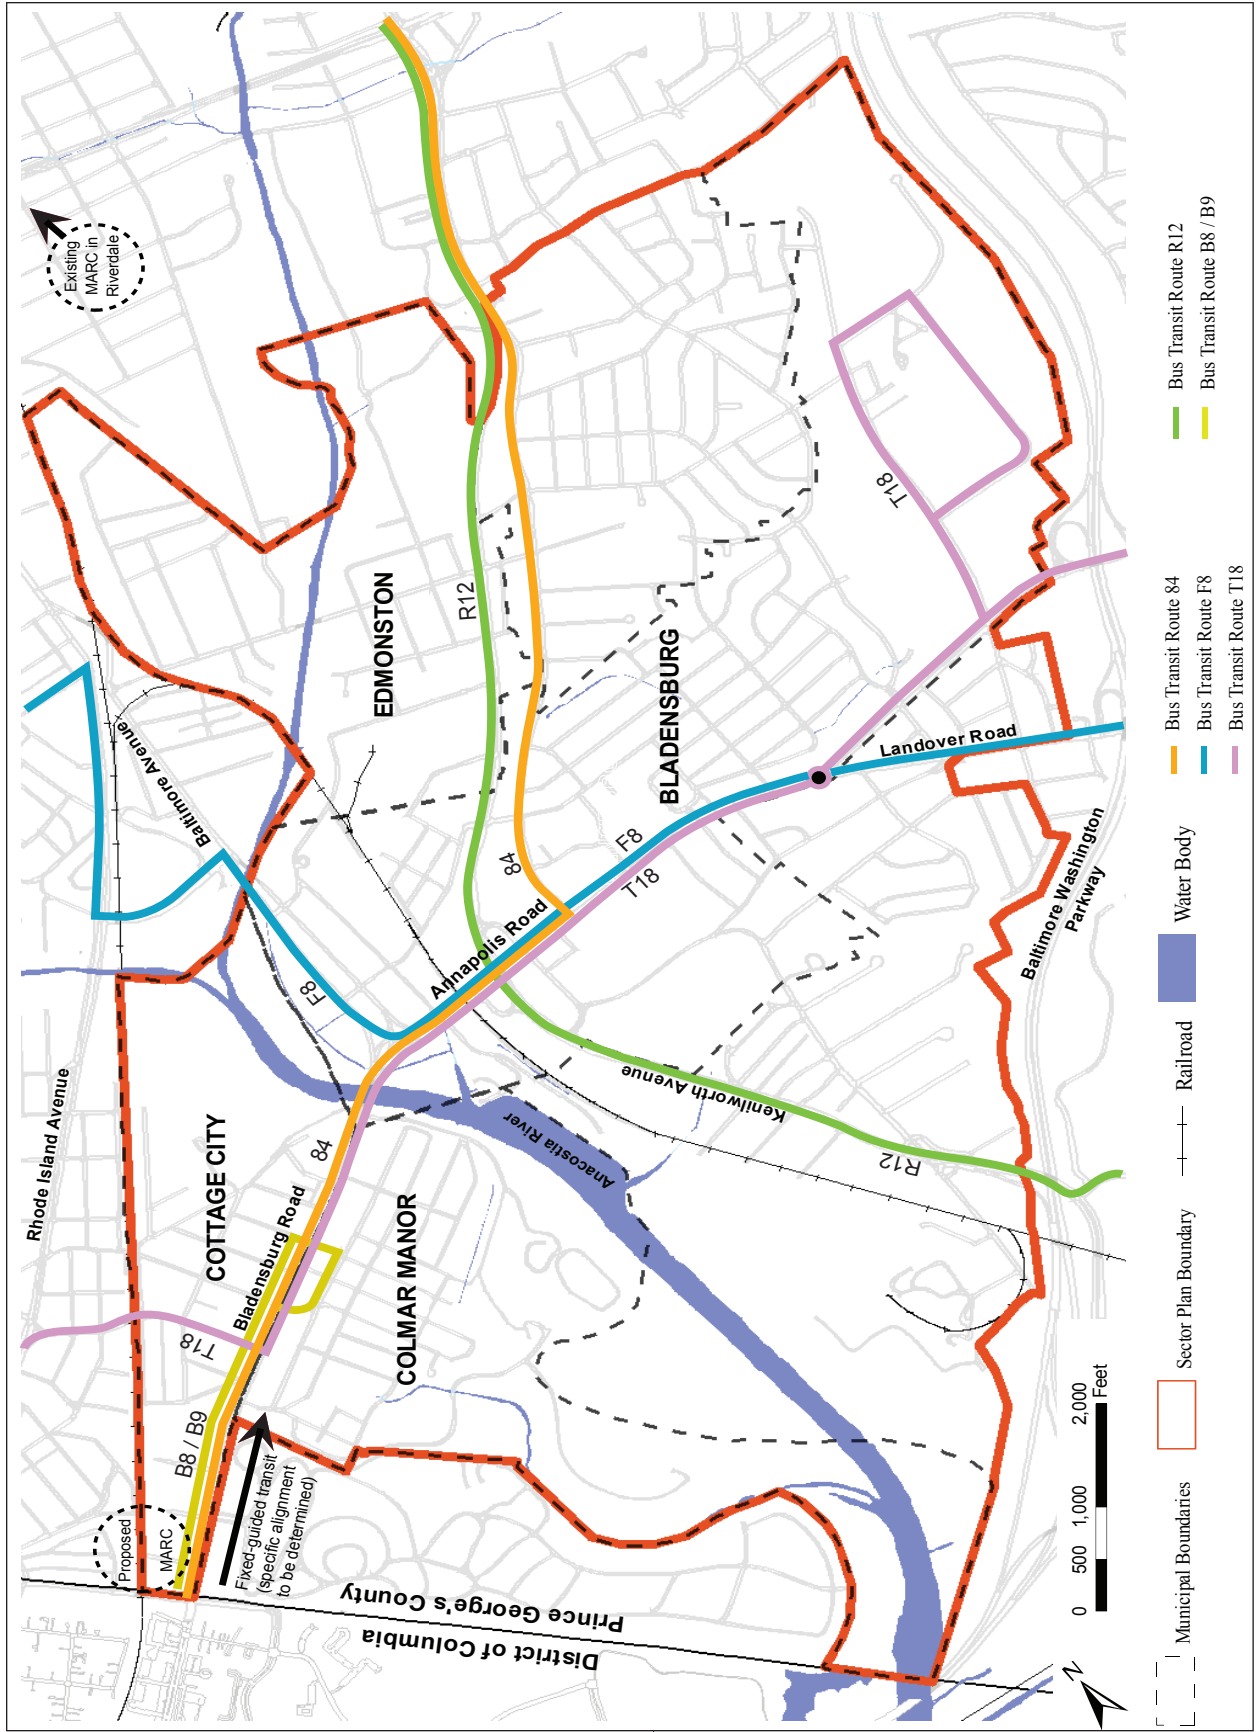 Existing
MARC in
Riverdale
Rhode Island Avenue
Baltimore Avenue
EDMONSTON
R12
84
Annapolis Road
F8
F8
T18
BLADENSBURG
T18
Landover Road
Baltimore Washington
Parkway
COTTAGE CITY
84
Bladensburg Road
T18
B8 / B9
COLMAR MANOR
Anacostia River
Kenilworth Avenue
R12
Proposed
MARC
Fixed-guided transit
(specific alignment
to be determined)
Prince George's County
District of Columbia
N
0
500
1,000
2,000
Feet
Municipal Boundaries
Sector Plan Boundary
Railroad
Water Body
Bus Transit Route 84
Bus Transit Route F8
Bus Transit Route T18
Bus Transit Route R12
Bus Transit Route B8 / B9